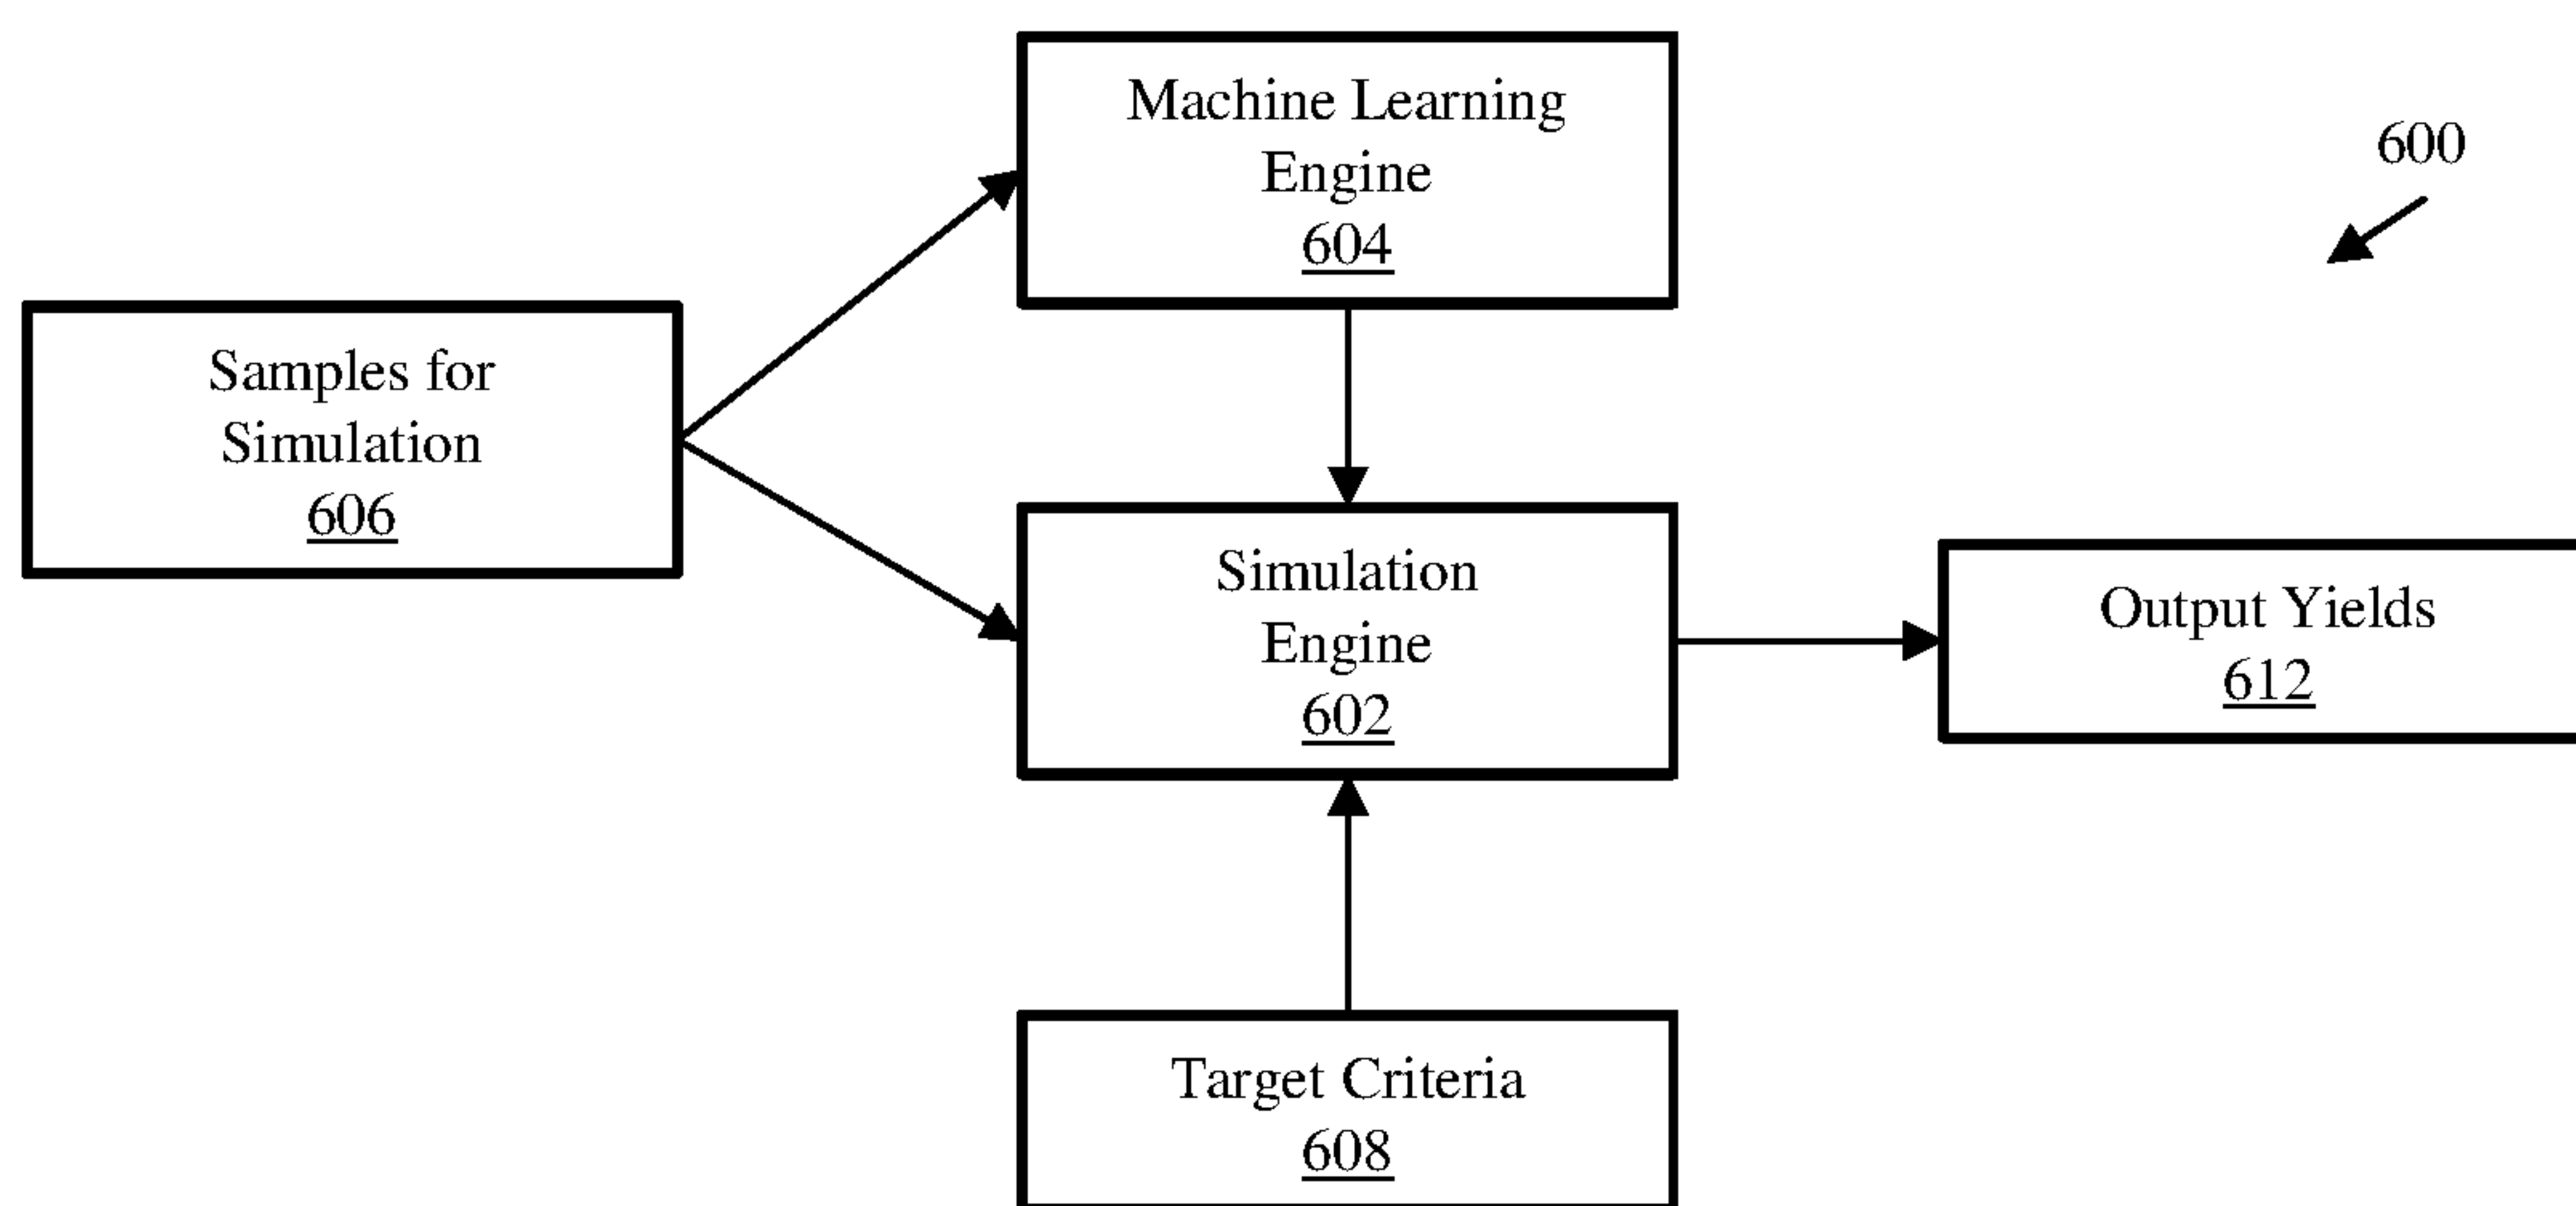 Machine Learning
Engine
604
600
Samples for
Simulation
606
Simulation
Engine
602
Output Yields
612
Target Criteria
608